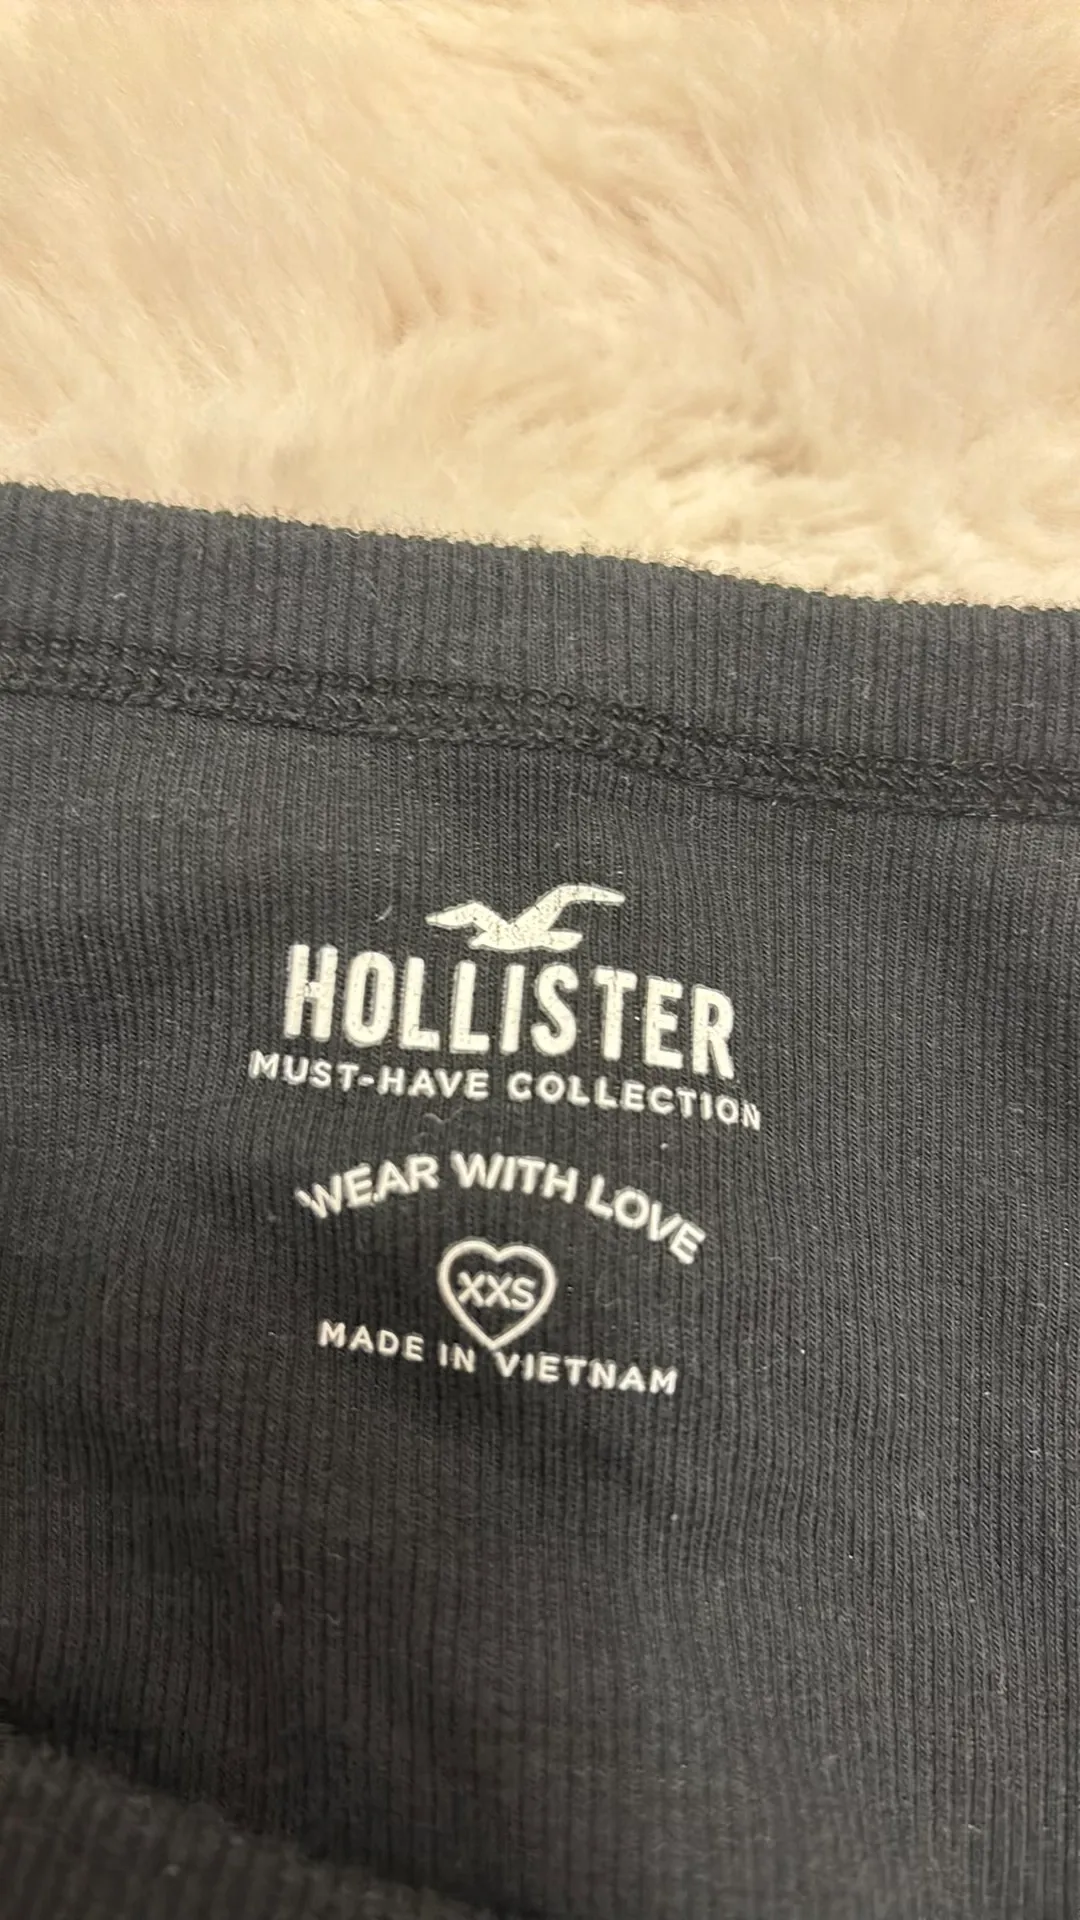 HOLLISTER
MUST-HAVE COLLECTION
WEAR WITH LOVE
XXS
MADE IN VIETNAM